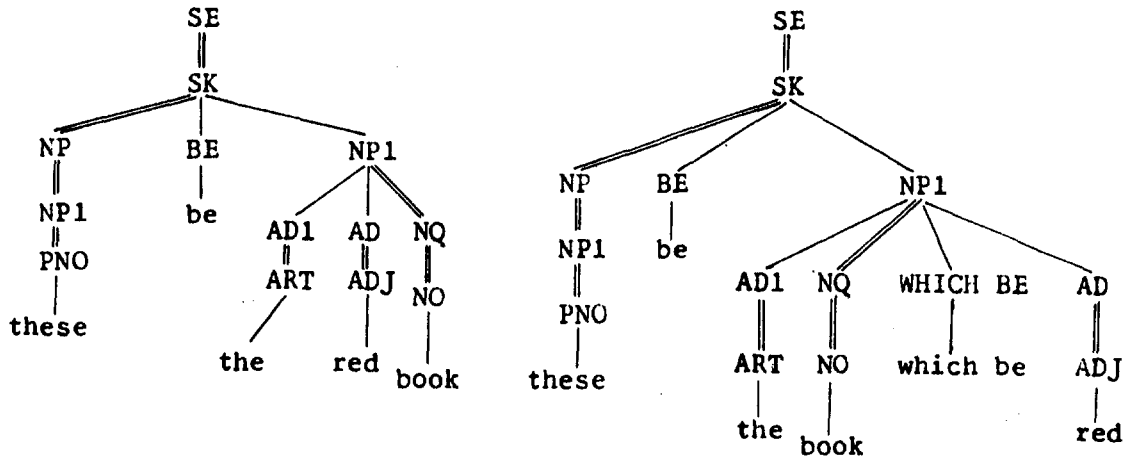 SE
SK
NP BE NP1
NP1 be AD1 AD NQ
PNO ART ADJ NO
these the red book
SE
SK
NP BE NP1
NP1 be AD1 NQ WHICH BE AD
PNO ART NO which be ADJ
these the book red